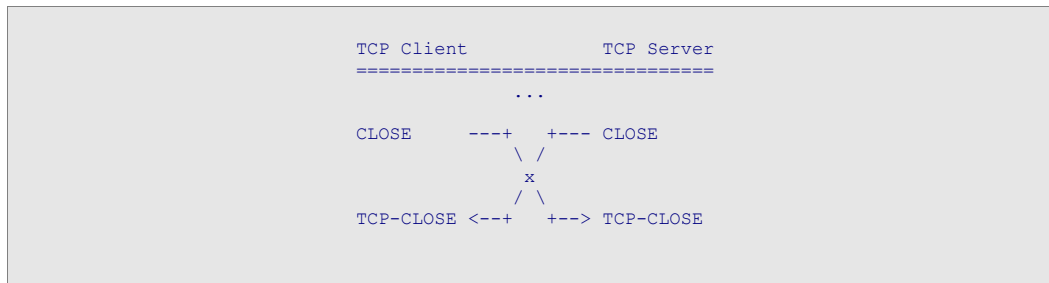 TCP Client                 TCP Server
================================
...
CLOSE       ---+   +--- CLOSE
\ /
x
/ \
TCP-CLOSE <--+   +--> TCP-CLOSE